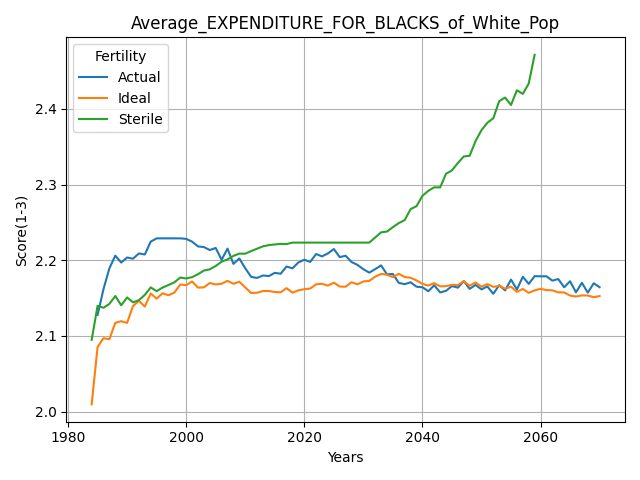 Average_EXPENDITURE_FOR_BLACKS_of_White_Pop
Fertility
Actual
Ideal
Sterile
Score(1-3)
2.4
2.3
2.2
2.1
2.0
1980 2000 2020 2040 2060
Years